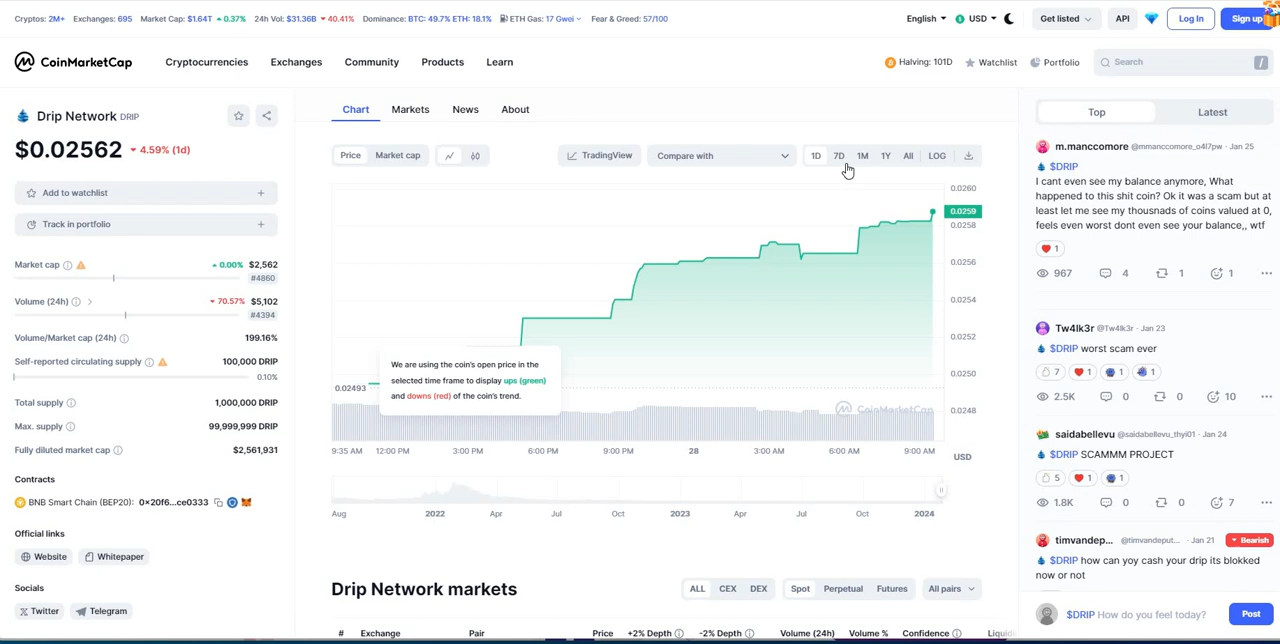 Cryptos: 2M+ Exchanges: 695 Market Cap: $1.64T 0.37% 24h Vol: $31.36B 40.41% Dominance: BTC: 49.7% ETH: 18.1% ETH Gas: 17 Gwei Fear & Greed: 57/100
English USD Get listed API Log In Sign up
CoinMarketCap Cryptocurrencies Exchanges Community Products Learn Halving: 101D Watchlist Portfolio Search /
Drip Network DRIP
$0.02562 4.59% (1d)
Add to watchlist +
Track in portfolio +
Market cap 0.00% $2,562
#4860
Volume (24h) 70.57% $5,102
#4394
Volume/Market cap (24h) 199.16%
Self-reported circulating supply 100,000 DRIP
0.10%
Total supply 1,000,000 DRIP
Max. supply 99,999,999 DRIP
Fully diluted market cap $2,561,931
Contracts
BNB Smart Chain (BEP20): 0x20f6...ce0333
Official links
Website Whitepaper
Socials
Twitter Telegram
Chart Markets News About
Price Market cap TradingView Compare with 1D 7D 1M 1Y All LOG
0.0260
0.0259
0.0258
0.0256
0.0254
0.0252
0.0250
0.0248
0.02493
We are using the coin's open price in the
selected time frame to display ups (green)
and downs (red) of the coin's trend.
CoinMarketCap
9:35 AM 12:00 PM 3:00 PM 6:00 PM 9:00 PM 28 3:00 AM 6:00 AM 9:00 AM USD
Aug 2022 Apr Jul Oct 2023 Apr Jul Oct 2024
Drip Network markets ALL CEX DEX Spot Perpetual Futures All pairs
# Exchange Pair Price +2% Depth -2% Depth Volume (24h) Volume % Confidence
Top Latest
m.manccomore @mmanccomore_o4l7pw · Jan 25
$DRIP
I cant even see my balance anymore, What
happened to this shit coin? Ok it was a scam but at
least let me see my thousnads of coins valued at 0,
feels even worst dont even see your balance,, wtf
1
967 4 1 1
Tw4lk3r @Tw4lk3r · Jan 23
$DRIP worst scam ever
7 1 1 1
2.5K 0 0 10
saidabellevu @saidabellevu_thyi01 · Jan 24
$DRIP SCAMMM PROJECT
5 1 1
1.8K 0 0 7
timvandep... @timvandeput... · Jan 21 Bearish
$DRIP how can yoy cash your drip its blokked
now or not
$DRIP How do you feel today? Post